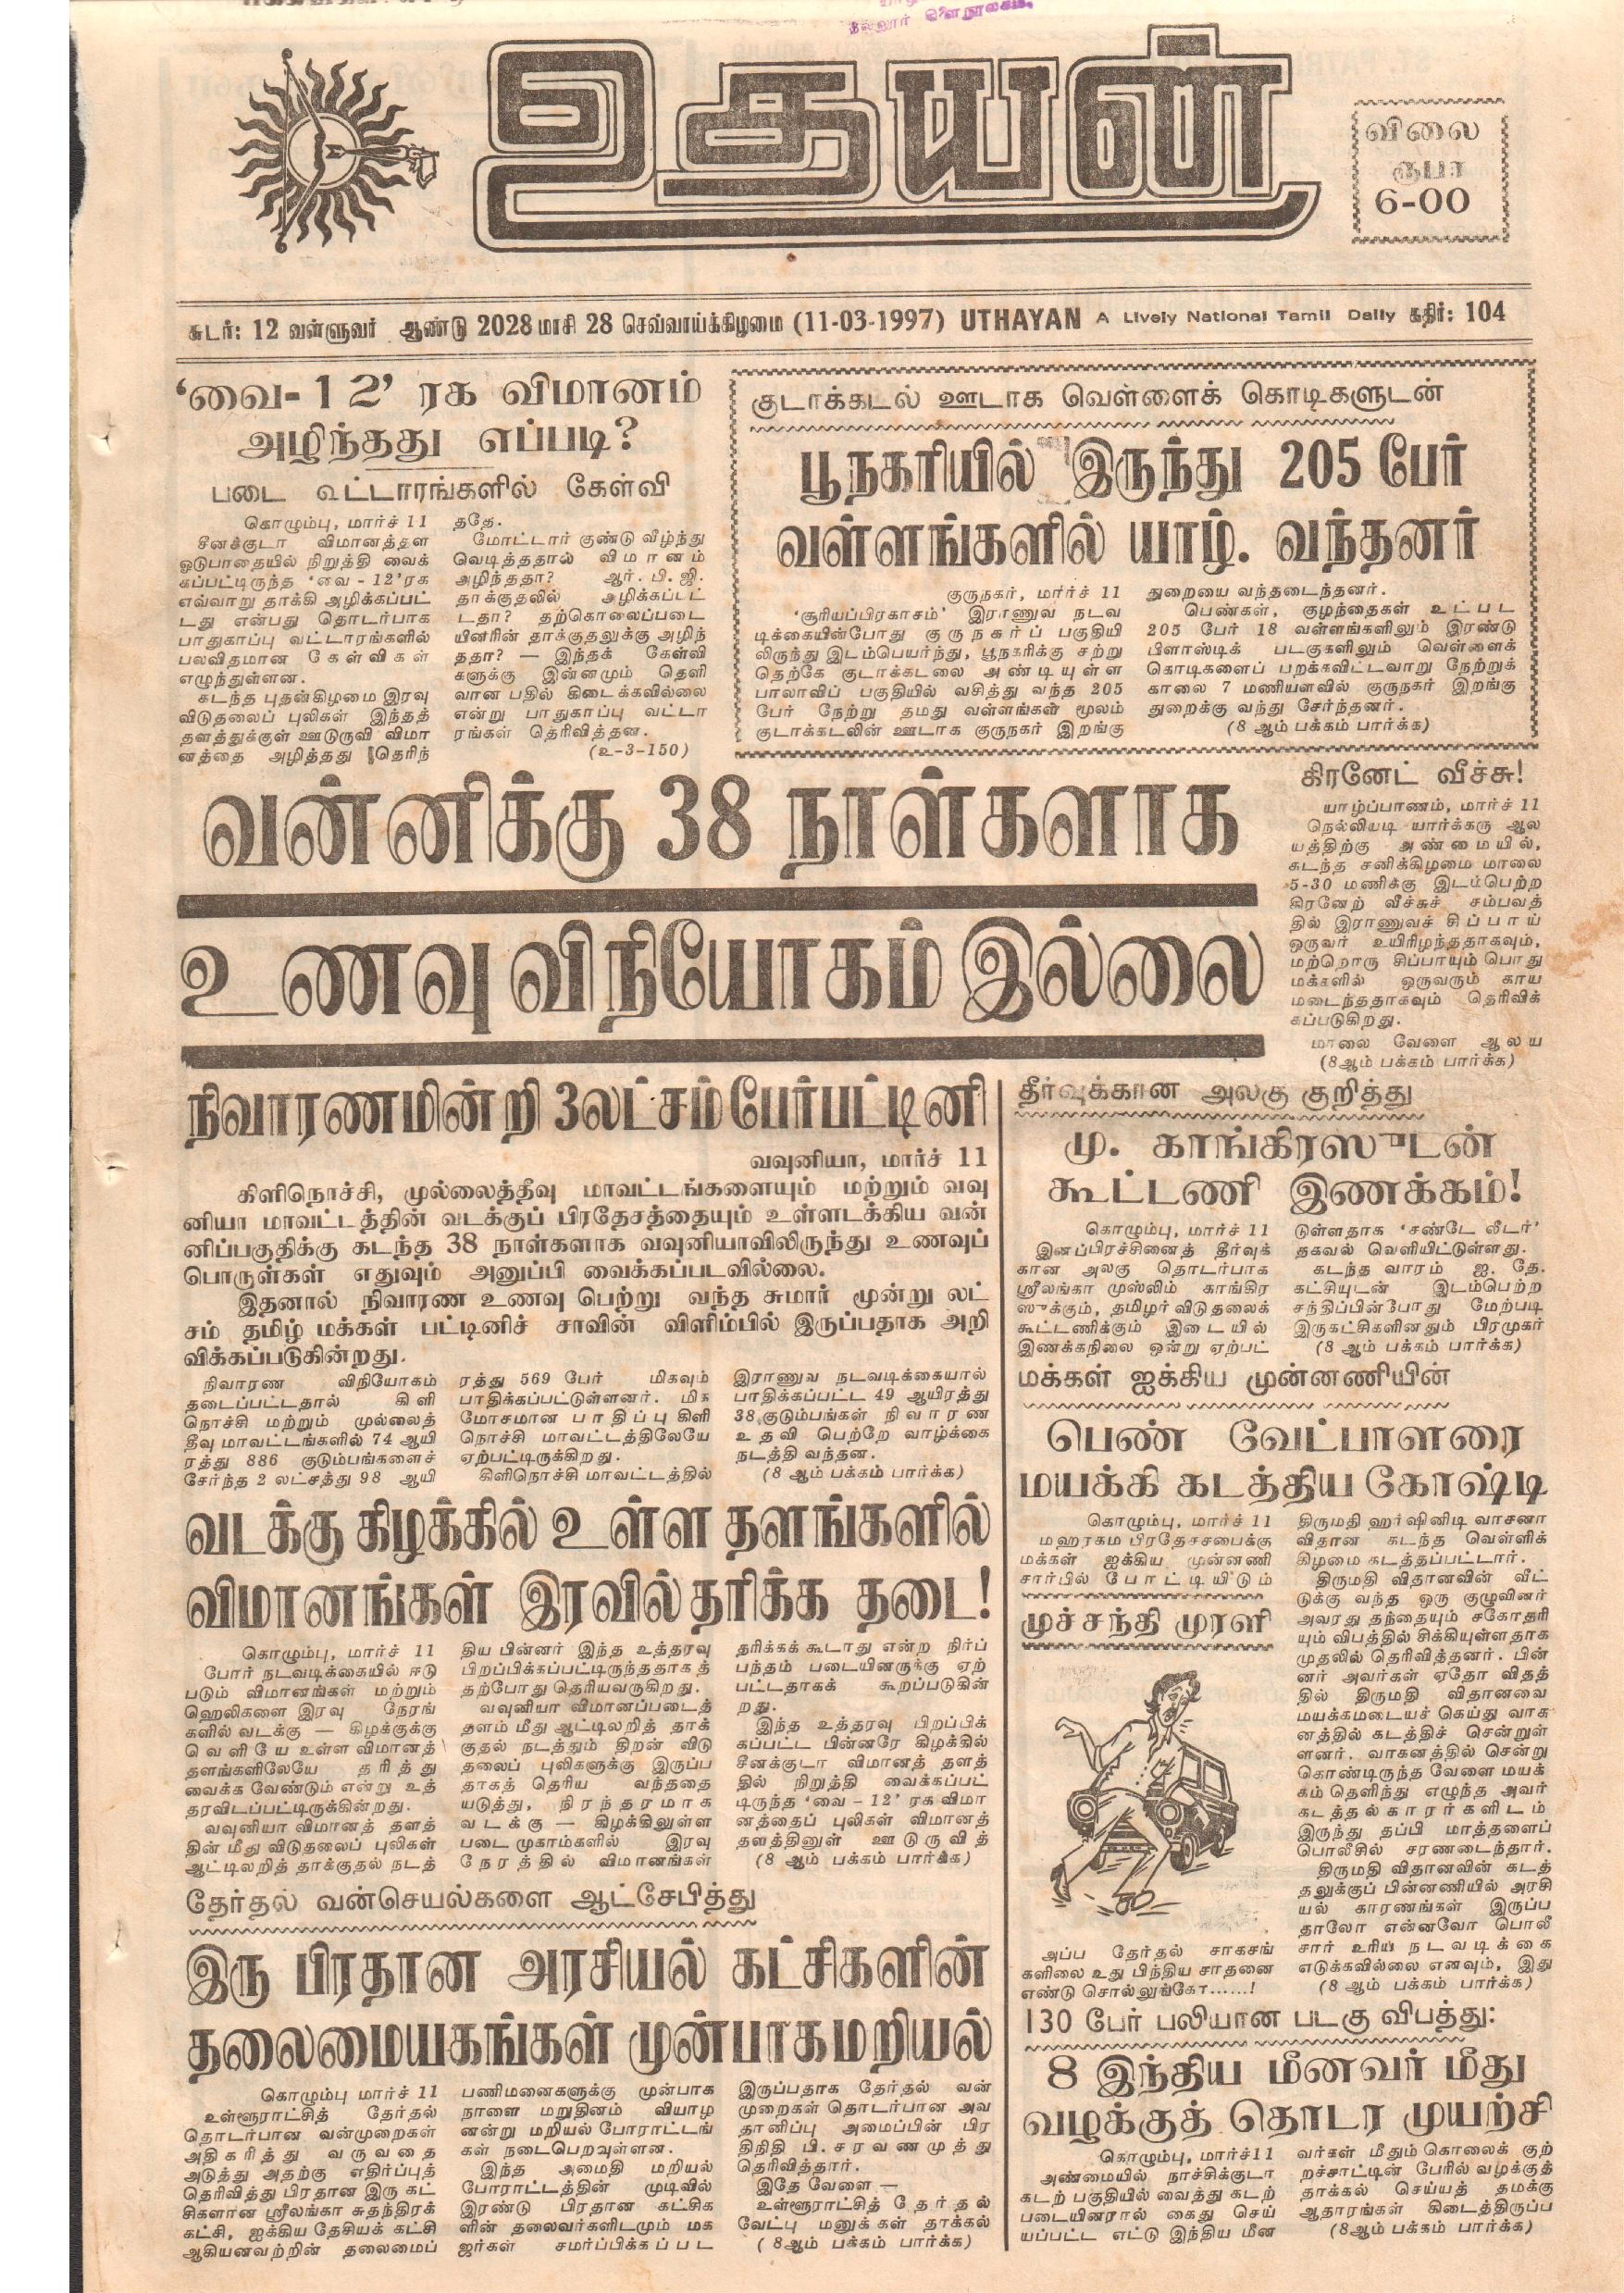 உதயன்
விலை
ரூபா
6-00
சுடர்: 12 வள்ளுவர் ஆண்டு 2028 மாசி 28 செவ்வாய்க்கிழமை (11-03-1997) UTHAYAN A Lively National Tamil Daily கதிர்: 104
‘வை-12’ ரக விமானம்
அழிந்தது எப்படி?
படை வட்டாரங்களில் கேள்வி
கொழும்பு, மார்ச் 11
சீனக்குடா விமானத்தள
ஓடுபாதையில் நிறுத்தி வைக்
கப்பட்டிருந்த ‘வை-12’ரக
எவ்வாறு தாக்கி அழிக்கப்பட்
டது என்பது தொடர்பாக
பாதுகாப்பு வட்டாரங்களில்
பலவிதமான கேள்விகள்
எழுந்துள்ளன.
கடந்த புதன்கிழமை இரவு
விடுதலைப் புலிகள் இந்தத்
தளத்துக்குள் ஊடுருவி விமா
னத்தை அழித்தது தெரிந்
ததே.
மோட்டார் குண்டு வீழ்ந்து
வெடித்ததால் விமானம்
அழிந்ததா? ஆர். பி. ஜி.
தாக்குதலில் அழிக்கப்பட்
டதா? தற்கொலைப்படை
யினரின் தாக்குதலுக்கு அழிந்
ததா? — இந்தக் கேள்வி
களுக்கு இன்னமும் தெளி
வான பதில் கிடைக்கவில்லை
என்று பாதுகாப்பு வட்டா
ரங்கள் தெரிவித்தன.
(உ-3-150)
குடாக்கடல் ஊடாக வெள்ளைக் கொடிகளுடன்
பூநகரியில் இருந்து 205 பேர்
வள்ளங்களில் யாழ். வந்தனர்
குருநகர், மார்ச் 11
‘சூரியப்பிரகாசம்’ இராணுவ நடவ
டிக்கையின்போது குருநகர்ப் பகுதியி
லிருந்து இடம்பெயர்ந்து, பூநகரிக்கு சற்று
தெற்கே குடாக்கடலை அண்டியுள்ள
பாலாவிப் பகுதியில் வசித்து வந்த 205
பேர் நேற்று தமது வள்ளங்கள் மூலம்
குடாக்கடலின் ஊடாக குருநகர் இறங்கு
துறையை வந்தடைந்தனர்.
பெண்கள், குழந்தைகள் உட்பட
205 பேர் 18 வள்ளங்களிலும் இரண்டு
பிளாஸ்டிக் படகுகளிலும் வெள்ளைக்
கொடிகளைப் பறக்கவிட்டவாறு நேற்றுக்
காலை 7 மணியளவில் குருநகர் இறங்கு
துறைக்கு வந்து சேர்ந்தனர்.
(8 ஆம் பக்கம் பார்க்க)
வன்னிக்கு 38 நாள்களாக
உணவு விநியோகம் இல்லை
கிரனேட் வீச்சு!
யாழ்ப்பாணம், மார்ச் 11
நெல்லியடி யார்க்கரு ஆல
யத்திற்கு அண்மையில்,
கடந்த சனிக்கிழமை மாலை
5-30 மணிக்கு இடம்பெற்ற
கிரனேற் வீச்சுச் சம்பவத்
தில் இராணுவச் சிப்பாய்
ஒருவர் உயிரிழந்ததாகவும்,
மற்றொரு சிப்பாயும் பொது
மக்களில் ஒருவரும் காய
மடைந்ததாகவும் தெரிவிக்
கப்படுகிறது.
மாலை வேளை ஆலய
(8ஆம் பக்கம் பார்க்க)
நிவாரணமின்றி 3லட்சம்பேர்பட்டினி
வவுனியா, மார்ச் 11
கிளிநொச்சி, முல்லைத்தீவு மாவட்டங்களையும் மற்றும் வவு
னியா மாவட்டத்தின் வடக்குப் பிரதேசத்தையும் உள்ளடக்கிய வன்
னிப்பகுதிக்கு கடந்த 38 நாள்களாக வவுனியாவிலிருந்து உணவுப்
பொருள்கள் எதுவும் அனுப்பி வைக்கப்படவில்லை.
இதனால் நிவாரண உணவு பெற்று வந்த சுமார் மூன்று லட்
சம் தமிழ் மக்கள் பட்டினிச் சாவின் விளிம்பில் இருப்பதாக அறி
விக்கப்படுகின்றது.
நிவாரண விநியோகம்
தடைப்பட்டதால் கிளி
நொச்சி மற்றும் முல்லைத்
தீவு மாவட்டங்களில் 74 ஆயி
ரத்து 886 குடும்பங்களைச்
சேர்ந்த 2 லட்சத்து 98 ஆயி
ரத்து 569 பேர் மிகவும்
பாதிக்கப்பட்டுள்ளனர். மிக
மோசமான பாதிப்பு கிளி
நொச்சி மாவட்டத்திலேயே
ஏற்பட்டிருக்கிறது.
கிளிநொச்சி மாவட்டத்தில்
இராணுவ நடவடிக்கையால்
பாதிக்கப்பட்ட 49 ஆயிரத்து
38 குடும்பங்கள் நிவாரண
உதவி பெற்றே வாழ்க்கை
நடத்தி வந்தன.
(8 ஆம் பக்கம் பார்க்க)
தீர்வுக்கான அலகு குறித்து
மு. காங்கிரஸுடன்
கூட்டணி இணக்கம்!
கொழும்பு, மார்ச் 11
இனப்பிரச்சினைத் தீர்வுக்
கான அலகு தொடர்பாக
ஸ்ரீலங்கா முஸ்லிம் காங்கிர
ஸுக்கும், தமிழர் விடுதலைக்
கூட்டணிக்கும் இடையில்
இணக்கநிலை ஒன்று ஏற்பட்
டுள்ளதாக ‘சண்டே லீடர்’
தகவல் வெளியிட்டுள்ளது.
கடந்த வாரம் ஐ. தே.
கட்சியுடன் இடம்பெற்ற
சந்திப்பின்போது மேற்படி
இருகட்சிகளினதும் பிரமுகர்
(8 ஆம் பக்கம் பார்க்க)
மக்கள் ஐக்கிய முன்னணியின்
பெண் வேட்பாளரை
மயக்கி கடத்திய கோஷ்டி
கொழும்பு, மார்ச் 11
மஹரகம பிரதேசசபைக்கு
மக்கள் ஐக்கிய முன்னணி
சார்பில் போட்டியிடும்
திருமதி ஹர்ஷினிடி வாசனா
விதான கடந்த வெள்ளிக்
கிழமை கடத்தப்பட்டார்.
திருமதி விதானவின் வீட்
டுக்கு வந்த ஒரு குழுவினர்
அவரது தந்தையும் சகோதரி
யும் விபத்தில் சிக்கியுள்ளதாக
முதலில் தெரிவித்தனர். பின்
னர் அவர்கள் ஏதோ விதத்
தில் திருமதி விதானவை
மயக்கமடையச் செய்து வாக
னத்தில் கடத்திச் சென்றுள்
ளனர். வாகனத்தில் சென்று
கொண்டிருந்த வேளை மயக்
கம் தெளிந்து எழுந்த அவர்
கடத்தல்காரர்களிடம்
இருந்து தப்பி மாத்தளைப்
பொலீசில் சரணடைந்தார்.
திருமதி விதானவின் கடத்
தலுக்குப் பின்னணியில் அரசி
யல் காரணங்கள் இருப்ப
தாலோ என்னவோ பொலீ
சார் உரிய நடவடிக்கை
எடுக்கவில்லை எனவும், இது
(8 ஆம் பக்கம் பார்க்க)
முச்சந்தி முரளி
அப்ப தேர்தல் சாகசங்
களிலை உது பிந்திய சாதனை
எண்டு சொல்லுங்கோ......!
வடக்கு கிழக்கில் உள்ள தளங்களில்
விமானங்கள் இரவில் தரிக்க தடை!
கொழும்பு, மார்ச் 11
போர் நடவடிக்கையில் ஈடு
படும் விமானங்கள் மற்றும்
ஹெலிகளை இரவு நேரங்
களில் வடக்கு — கிழக்குக்கு
வெளியே உள்ள விமானத்
தளங்களிலேயே தரித்து
வைக்க வேண்டும் என்று உத்
தரவிடப்பட்டிருக்கின்றது.
வவுனியா விமானத் தளத்
தின் மீது விடுதலைப் புலிகள்
ஆட்டிலறித் தாக்குதல் நடத்
திய பின்னர் இந்த உத்தரவு
பிறப்பிக்கப்பட்டிருந்ததாகத்
தற்போது தெரியவருகிறது.
வவுனியா விமானப்படைத்
தளம் மீது ஆட்டிலறித் தாக்
குதல் நடத்தும் திறன் விடு
தலைப் புலிகளுக்கு இருப்ப
தாகத் தெரிய வந்ததை
யடுத்து, நிரந்தரமாக
வடக்கு — கிழக்கிலுள்ள
படை முகாம்களில் இரவு
நேரத்தில் விமானங்கள்
தரிக்கக்கூடாது என்ற நிர்ப்
பந்தம் படையினருக்கு ஏற்
பட்டதாகக் கூறப்படுகின்
றது.
இந்த உத்தரவு பிறப்பிக்
கப்பட்ட பின்னரே கிழக்கில்
சீனக்குடா விமானத் தளத்
தில் நிறுத்தி வைக்கப்பட்
டிருந்த ‘வை-12’ ரக விமா
னத்தைப் புலிகள் விமானத்
தளத்தினுள் ஊடுருவித்
(8 ஆம் பக்கம் பார்க்க)
தேர்தல் வன்செயல்களை ஆட்சேபித்து
இரு பிரதான அரசியல் கட்சிகளின்
தலைமையகங்கள் முன்பாகமறியல்
கொழும்பு மார்ச் 11
உள்ளூராட்சித் தேர்தல்
தொடர்பான வன்முறைகள்
அதிகரித்து வருவதை
அடுத்து அதற்கு எதிர்ப்புத்
தெரிவித்து பிரதான இரு கட்
சிகளான ஸ்ரீலங்கா சுதந்திரக்
கட்சி, ஐக்கிய தேசியக் கட்சி
ஆகியனவற்றின் தலைமைப்
பணிமனைகளுக்கு முன்பாக
நாளை மறுதினம் வியாழ
னன்று மறியல் போராட்டங்
கள் நடைபெறவுள்ளன.
இந்த அமைதி மறியல்
போராட்டத்தின் முடிவில்
இரண்டு பிரதான கட்சிக
ளின் தலைவர்களிடமும் மக
ஜர்கள் சமர்ப்பிக்கப்பட
இருப்பதாக தேர்தல் வன்
முறைகள் தொடர்பான அவ
தானிப்பு அமைப்பின் பிர
திநிதி பி.சரவணமுத்து
தெரிவித்தார்.
இதே வேளை —
உள்ளூராட்சித் தேர்தல்
வேட்பு மனுக்கள் தாக்கல்
(8ஆம் பக்கம் பார்க்க)
130 பேர் பலியான படகு விபத்து:
8 இந்திய மீனவர் மீது
வழக்குத் தொடர முயற்சி
கொழும்பு, மார்ச்11
அண்மையில் நாச்சிக்குடா
கடற் பகுதியில் வைத்து கடற்
படையினரால் கைது செய்
யப்பட்ட எட்டு இந்திய மீன
வர்கள் மீதும் கொலைக் குற்
றச்சாட்டின் பேரில் வழக்குத்
தாக்கல் செய்யத் தமக்கு
ஆதாரங்கள் கிடைத்திருப்ப
(8ஆம் பக்கம் பார்க்க)